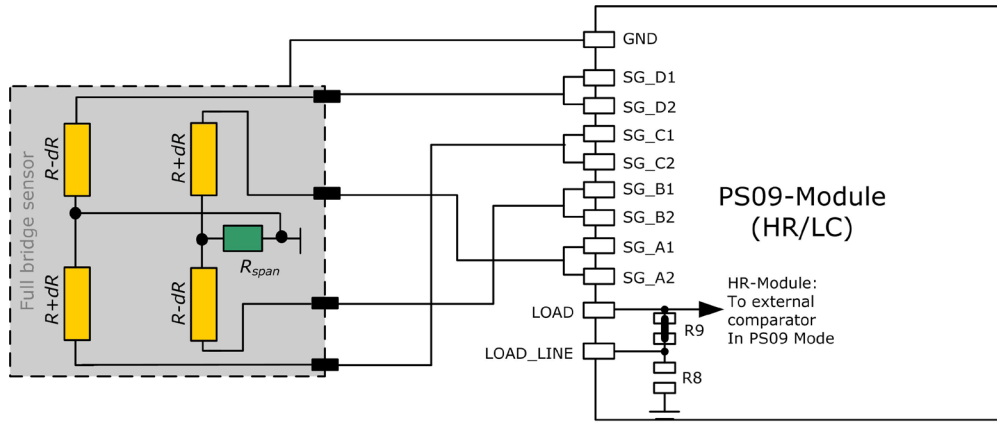 GND
SG_D1
SG_D2
SG_C1
SG_C2
SG_B1
SG_B2
SG_A1
SG_A2
LOAD
LOAD_LINE
PS09-Module
(HR/LC)
HR-Module:
To external
comparator
In PS09 Mode
R9
R8
Full bridge sensor
R-dR
R+dR
R+dR
R-dR
Rspan